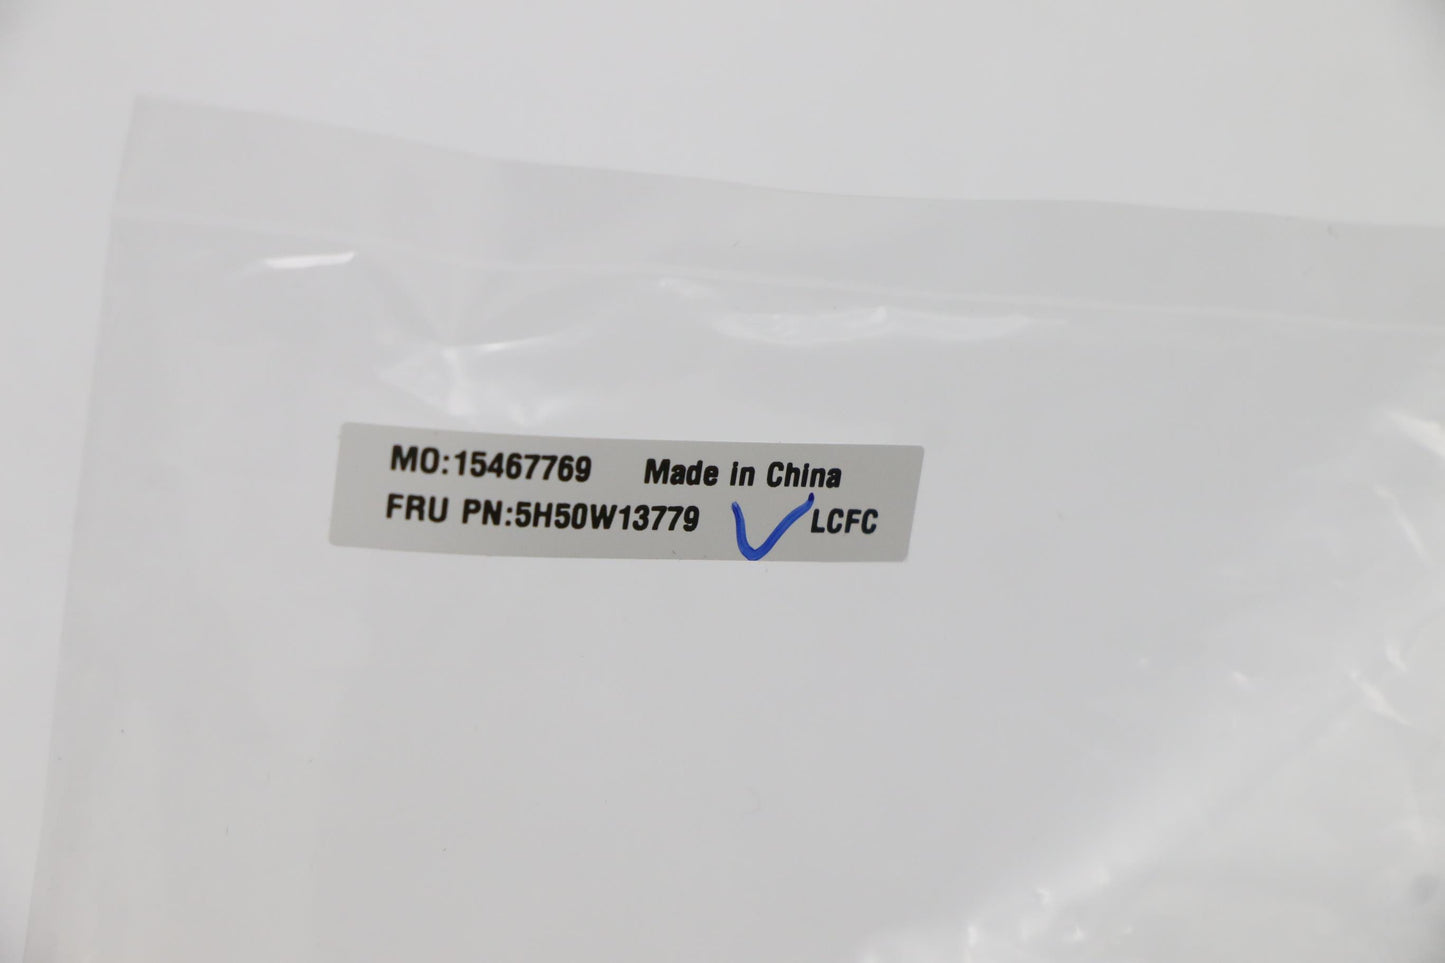 MO:15467769 Made in China
FRU PN:5H50W13779 LCFC